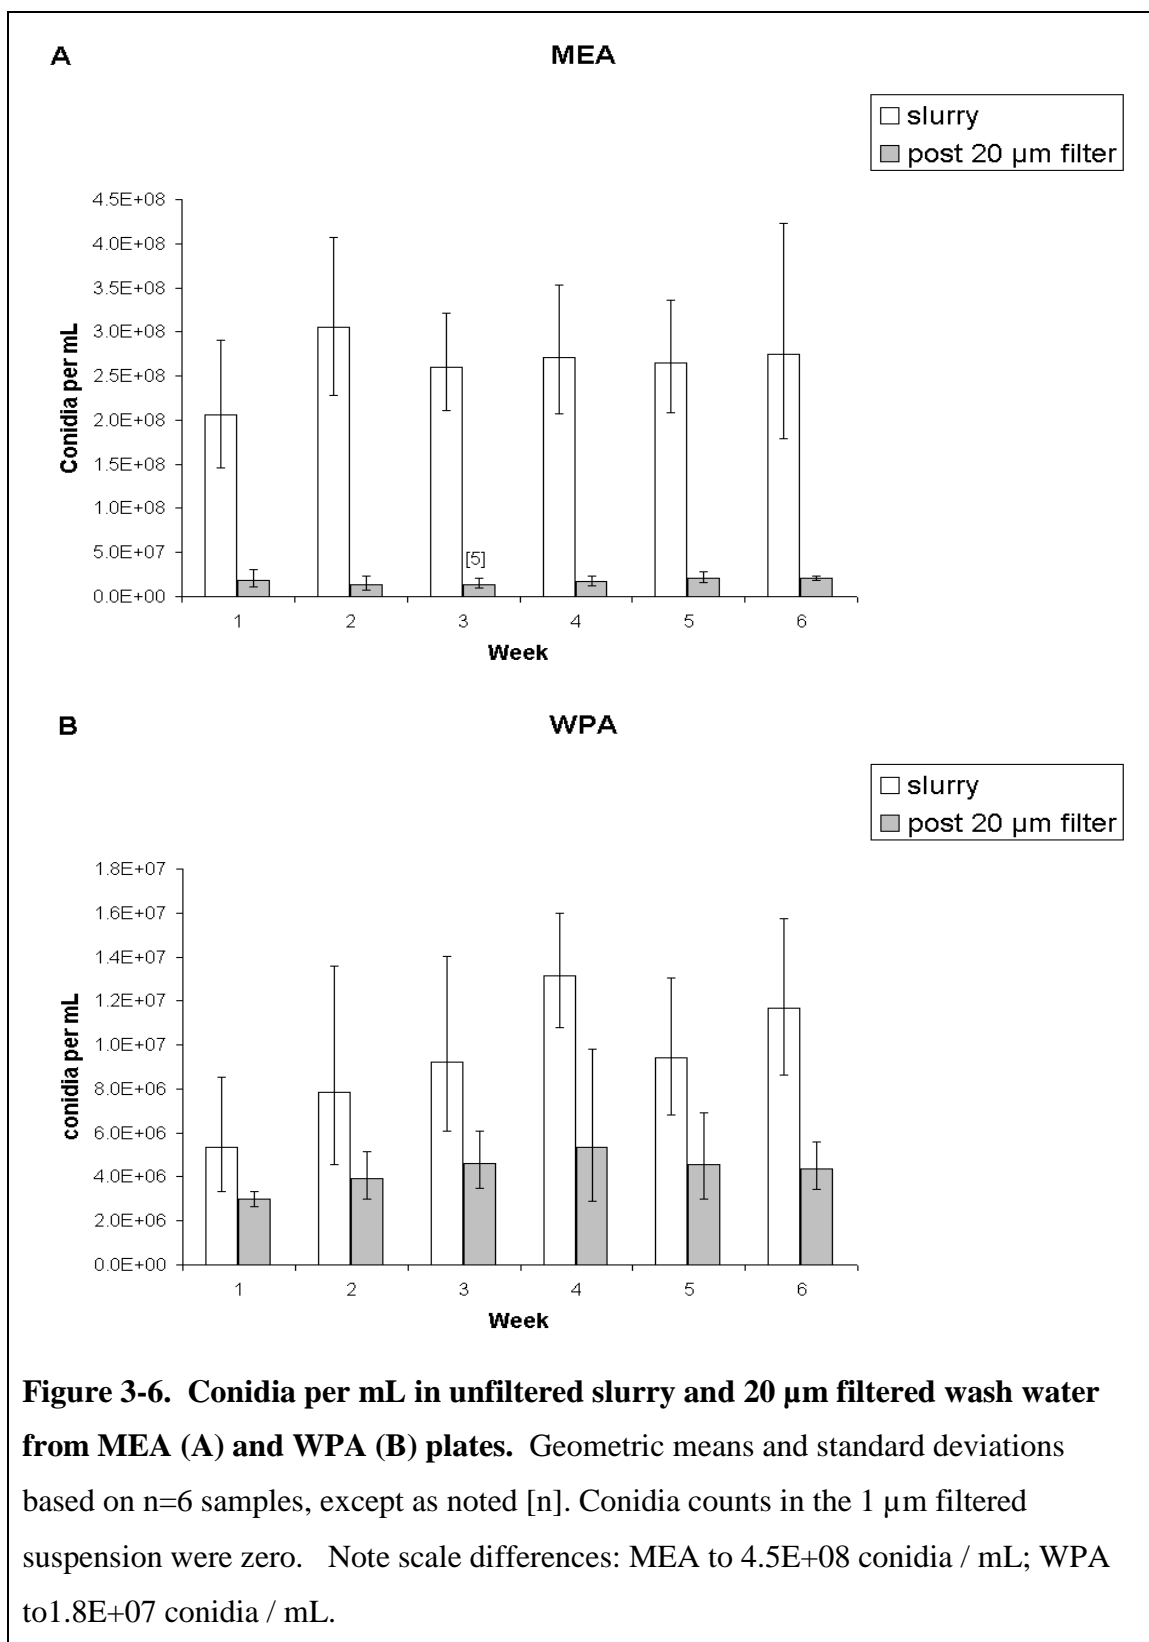 A
MEA
slurry
post 20 µm filter
4.5E+08
4.0E+08
3.5E+08
3.0E+08
2.5E+08
2.0E+08
1.5E+08
1.0E+08
5.0E+07
0.0E+00
Conidia per mL
[5]
1 2 3 4 5 6
Week
B
WPA
slurry
post 20 µm filter
1.8E+07
1.6E+07
1.4E+07
1.2E+07
1.0E+07
8.0E+06
6.0E+06
4.0E+06
2.0E+06
0.0E+00
conidia per mL
1 2 3 4 5 6
Week
Figure 3-6. Conidia per mL in unfiltered slurry and 20 µm filtered wash water
from MEA (A) and WPA (B) plates. Geometric means and standard deviations
based on n=6 samples, except as noted [n]. Conidia counts in the 1 µm filtered
suspension were zero. Note scale differences: MEA to 4.5E+08 conidia / mL; WPA
to1.8E+07 conidia / mL.